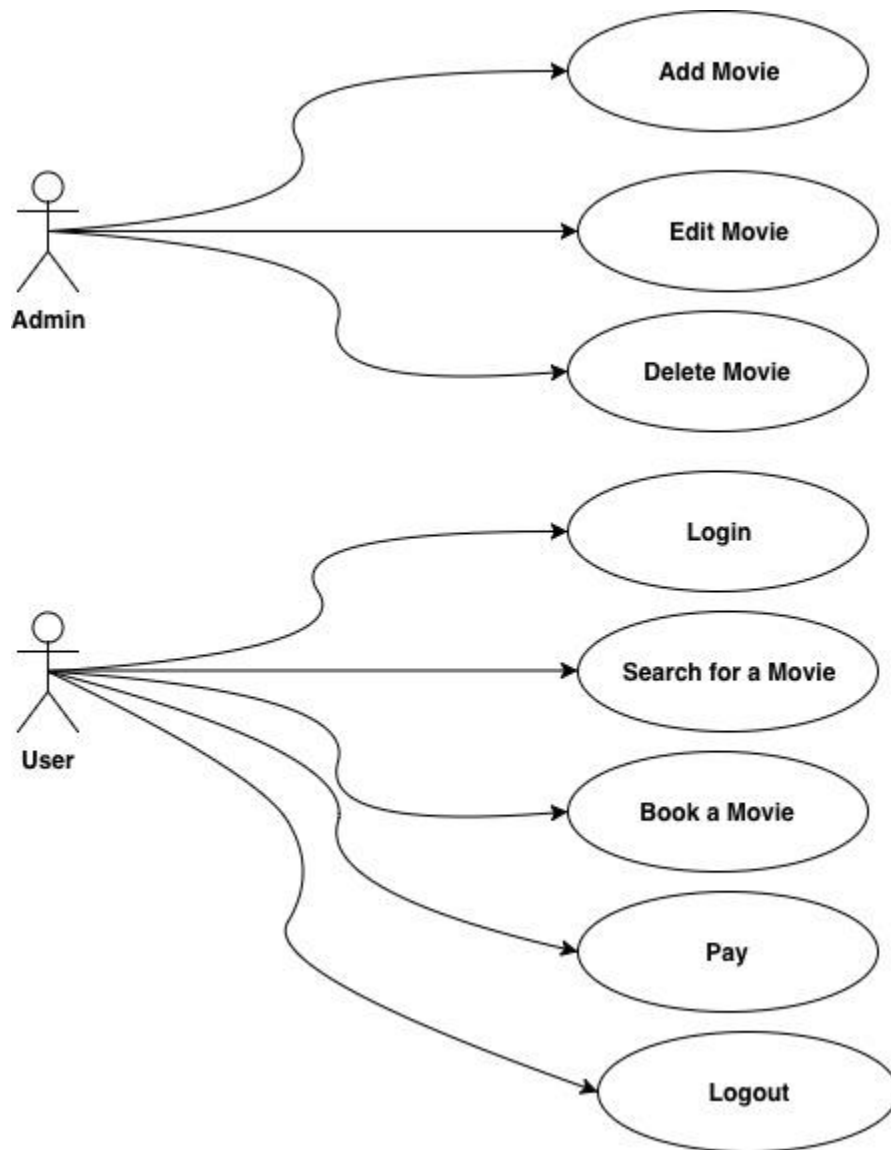 Add Movie
Edit Movie
Admin
Delete Movie
Login
Search for a Movie
User
Book a Movie
Pay
Logout